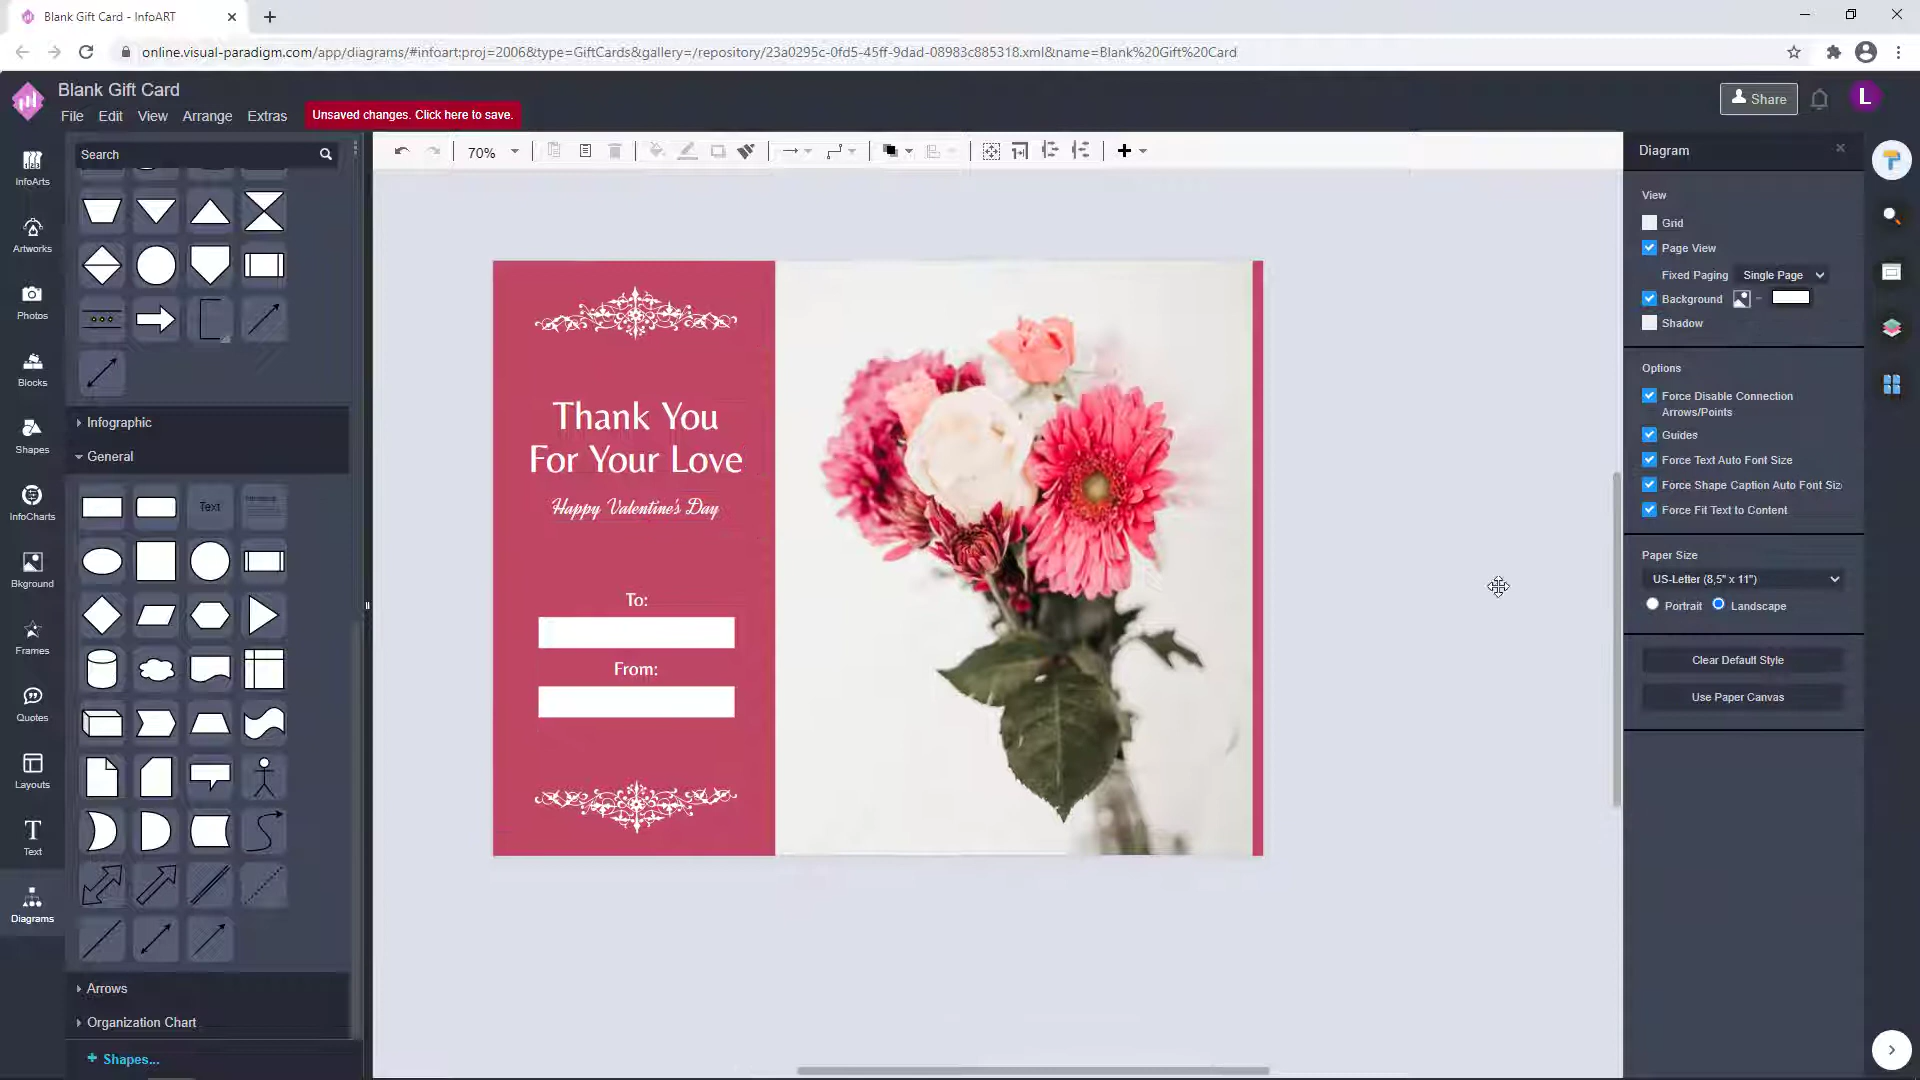 Blank Gift Card - InfoART
online.visual-paradigm.com/app/diagrams/#infoart:proj=2006&type=GiftCards&gallery=/repository/23a0295c-0fd5-45ff-9dad-08983c885318.xml&name=Blank%20Gift%20Card
Blank Gift Card
File Edit View Arrange Extras
Unsaved changes. Click here to save.
Share
L
InfoArts
Artworks
Photos
Blocks
Shapes
InfoCharts
Bkground
Frames
Quotes
Layouts
Text
Diagrams
Search
Infographic
General
Text
Arrows
Organization Chart
+ Shapes...
70%
Thank You
For Your Love
Happy Valentine's Day
To:
From:
Diagram
View
Grid
Page View
Fixed Paging Single Page
Background
Shadow
Options
Force Disable Connection
Arrows/Points
Guides
Force Text Auto Font Size
Force Shape Caption Auto Font Siz
Force Fit Text to Content
Paper Size
US-Letter (8,5" x 11")
Portrait Landscape
Clear Default Style
Use Paper Canvas